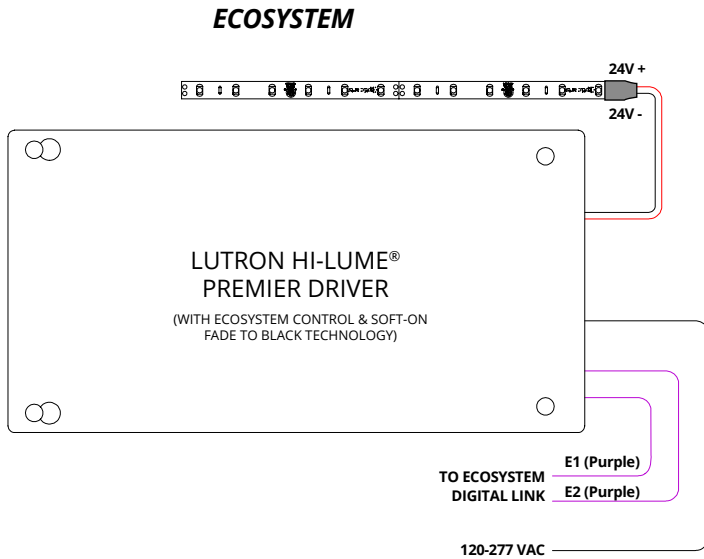 ECOSYSTEM
24V +
24V -
LUTRON HI-LUME®
PREMIER DRIVER
(WITH ECOSYSTEM CONTROL & SOFT-ON
FADE TO BLACK TECHNOLOGY)
E1 (Purple)
TO ECOSYSTEM
DIGITAL LINK
E2 (Purple)
120-277 VAC